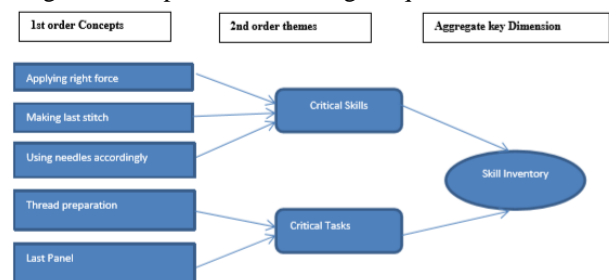 1st order Concepts
2nd order themes
Aggregate key Dimension
Applying right force
Making last stitch
Using needles accordingly
Thread preparation
Last Panel
Critical Skills
Critical Tasks
Skill Inventory